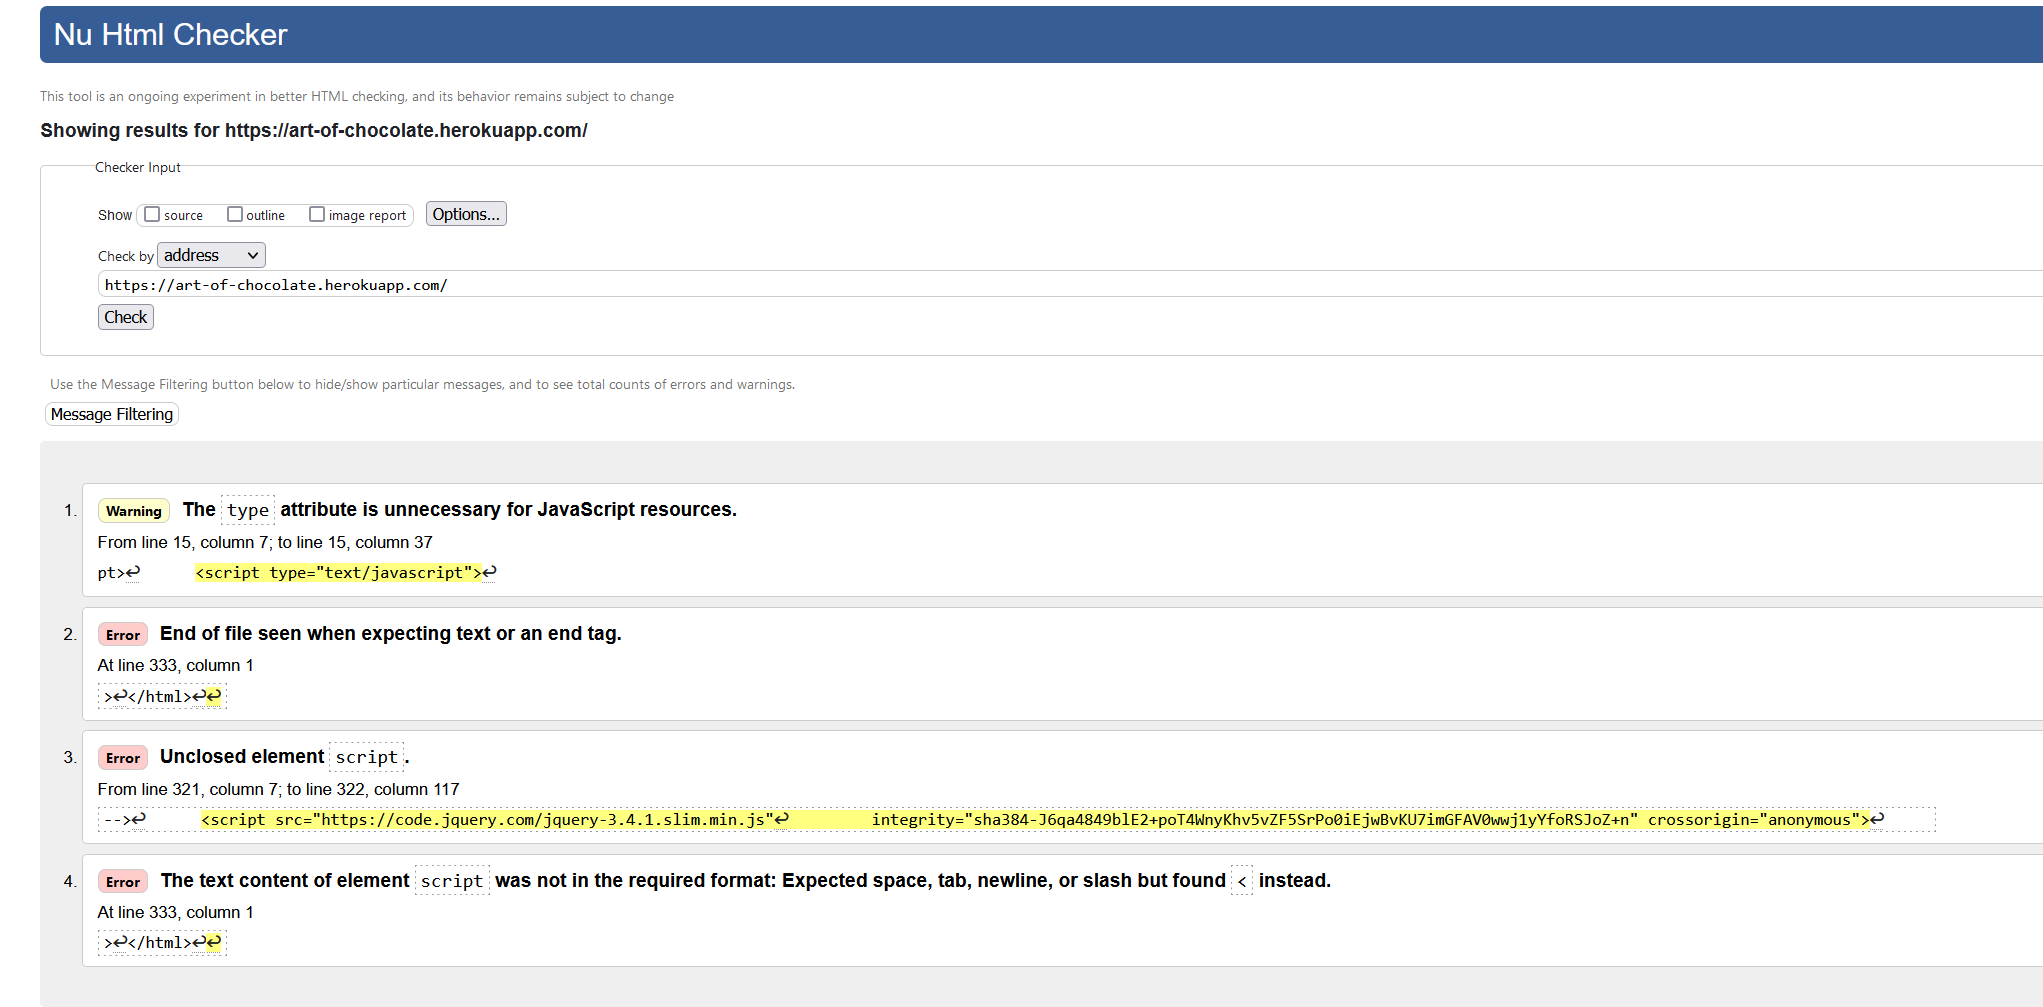 Nu Html Checker
This tool is an ongoing experiment in better HTML checking, and its behavior remains subject to change
Showing results for https://art-of-chocolate.herokuapp.com/
Checker Input
Show source outline image report Options...
Check by address
https://art-of-chocolate.herokuapp.com/
Check
Use the Message Filtering button below to hide/show particular messages, and to see total counts of errors and warnings.
Message Filtering
1. Warning The type attribute is unnecessary for JavaScript resources.
From line 15, column 7; to line 15, column 37
pt>↩ <script type="text/javascript">↩
2. Error End of file seen when expecting text or an end tag.
At line 333, column 1
>↩</html>↩↩
3. Error Unclosed element script.
From line 321, column 7; to line 322, column 117
-->↩ <script src="https://code.jquery.com/jquery-3.4.1.slim.min.js"↩ integrity="sha384-J6qa4849blE2+poT4WnyKhv5vZF5SrPo0iEjwBvKU7imGFAV0wwj1yYfoRSJoZ+n" crossorigin="anonymous">↩
4. Error The text content of element script was not in the required format: Expected space, tab, newline, or slash but found < instead.
At line 333, column 1
>↩</html>↩↩